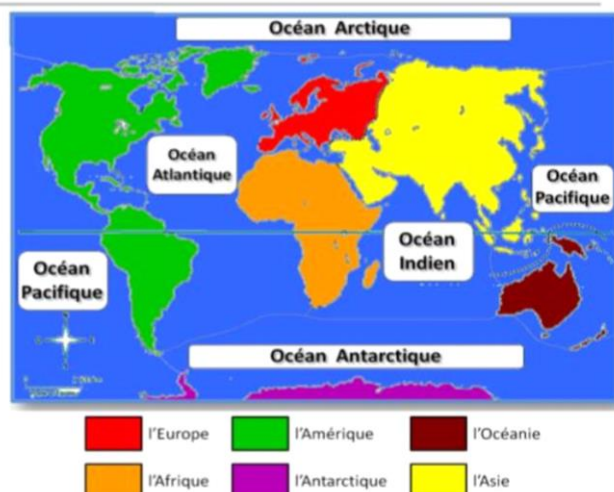 Océan Arctique
Océan
Atlantique
Océan
Pacifique
Océan
Indien
Océan
Pacifique
Océan Antarctique
l'Europe
l'Amérique
l'Océanie
l'Afrique
l'Antarctique
l'Asie